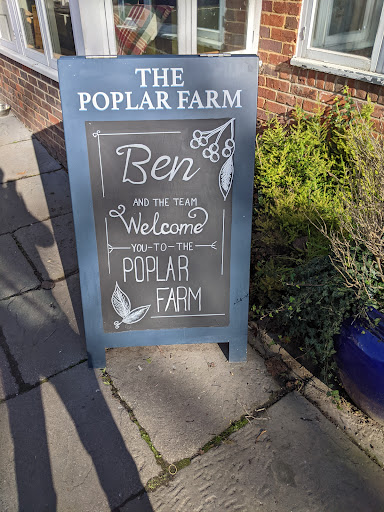 THE
POPLAR FARM
Ben
AND THE TEAM
Welcome
YOU-TO-THE
POPLAR
FARM